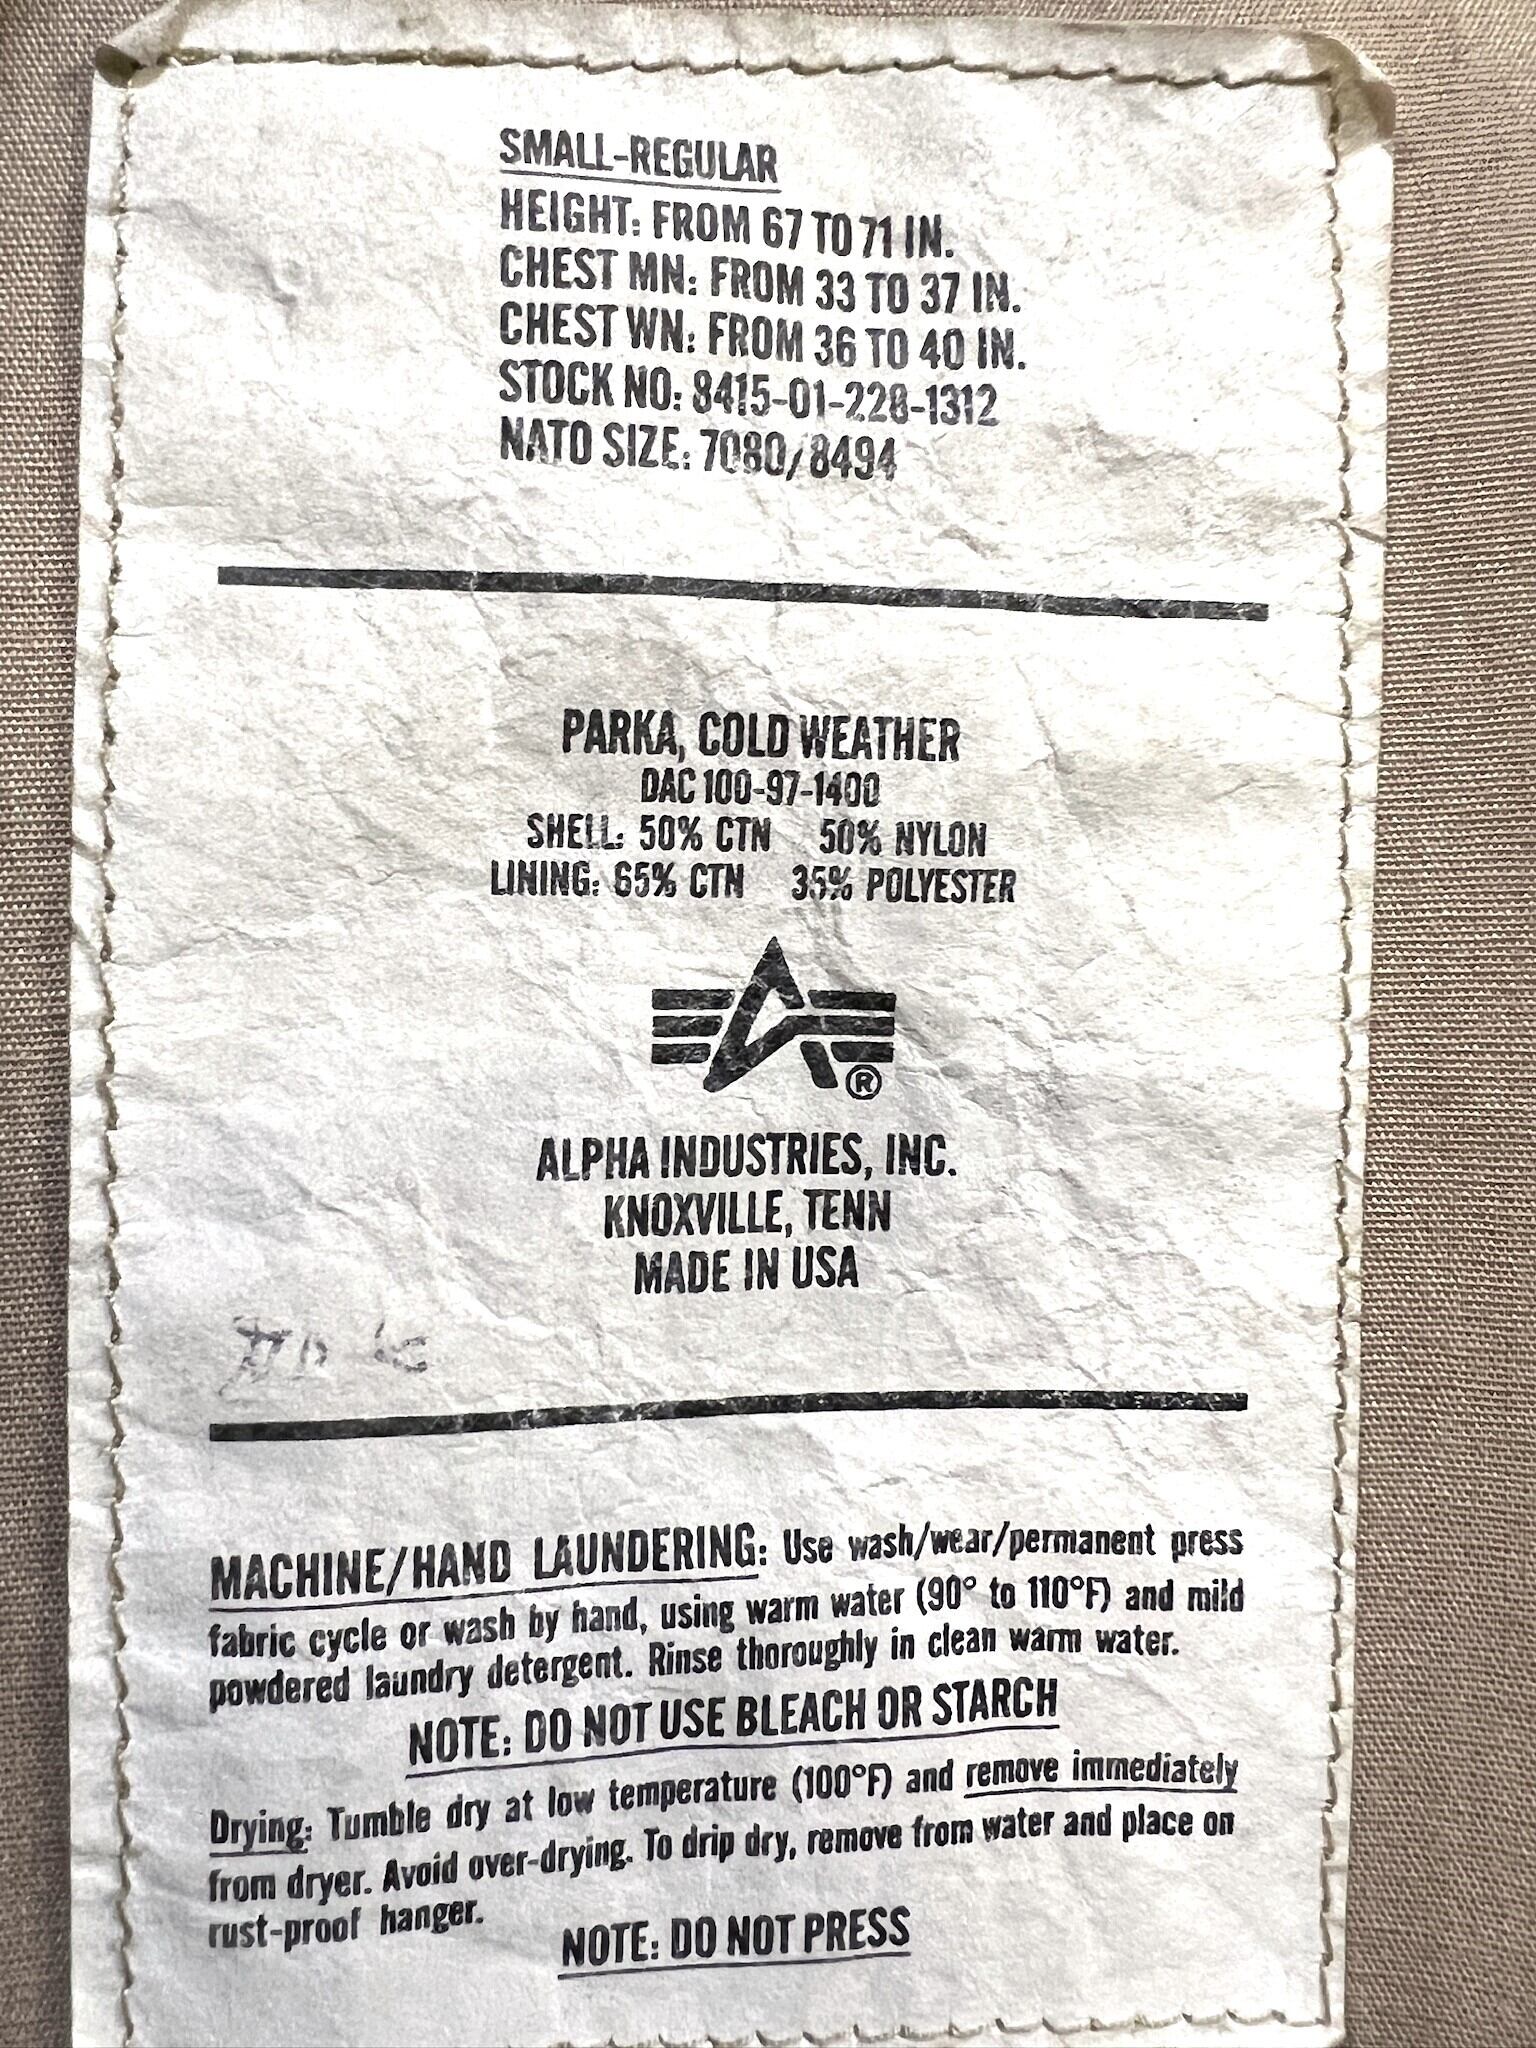 SMALL-REGULAR
HEIGHT: FROM 67 TO 71 IN.
CHEST MN: FROM 33 TO 37 IN.
CHEST WN: FROM 36 TO 40 IN.
STOCK NO: 8415-01-228-1312
NATO SIZE: 7080/8494
PARKA, COLD WEATHER
DAC 100-97-1400
SHELL: 50% CTN 50% NYLON
LINING: 65% CTN 35% POLYESTER
®
ALPHA INDUSTRIES, INC.
KNOXVILLE, TENN
MADE IN USA
MACHINE/HAND LAUNDERING: Use wash/wear/permanent press
fabric cycle or wash by hand, using warm water (90° to 110°F) and mild
powdered laundry detergent. Rinse thoroughly in clean warm water.
NOTE: DO NOT USE BLEACH OR STARCH
Drying: Tumble dry at low temperature (100°F) and remove immediately
from dryer. Avoid over-drying. To drip dry, remove from water and place on
rust-proof hanger.
NOTE: DO NOT PRESS